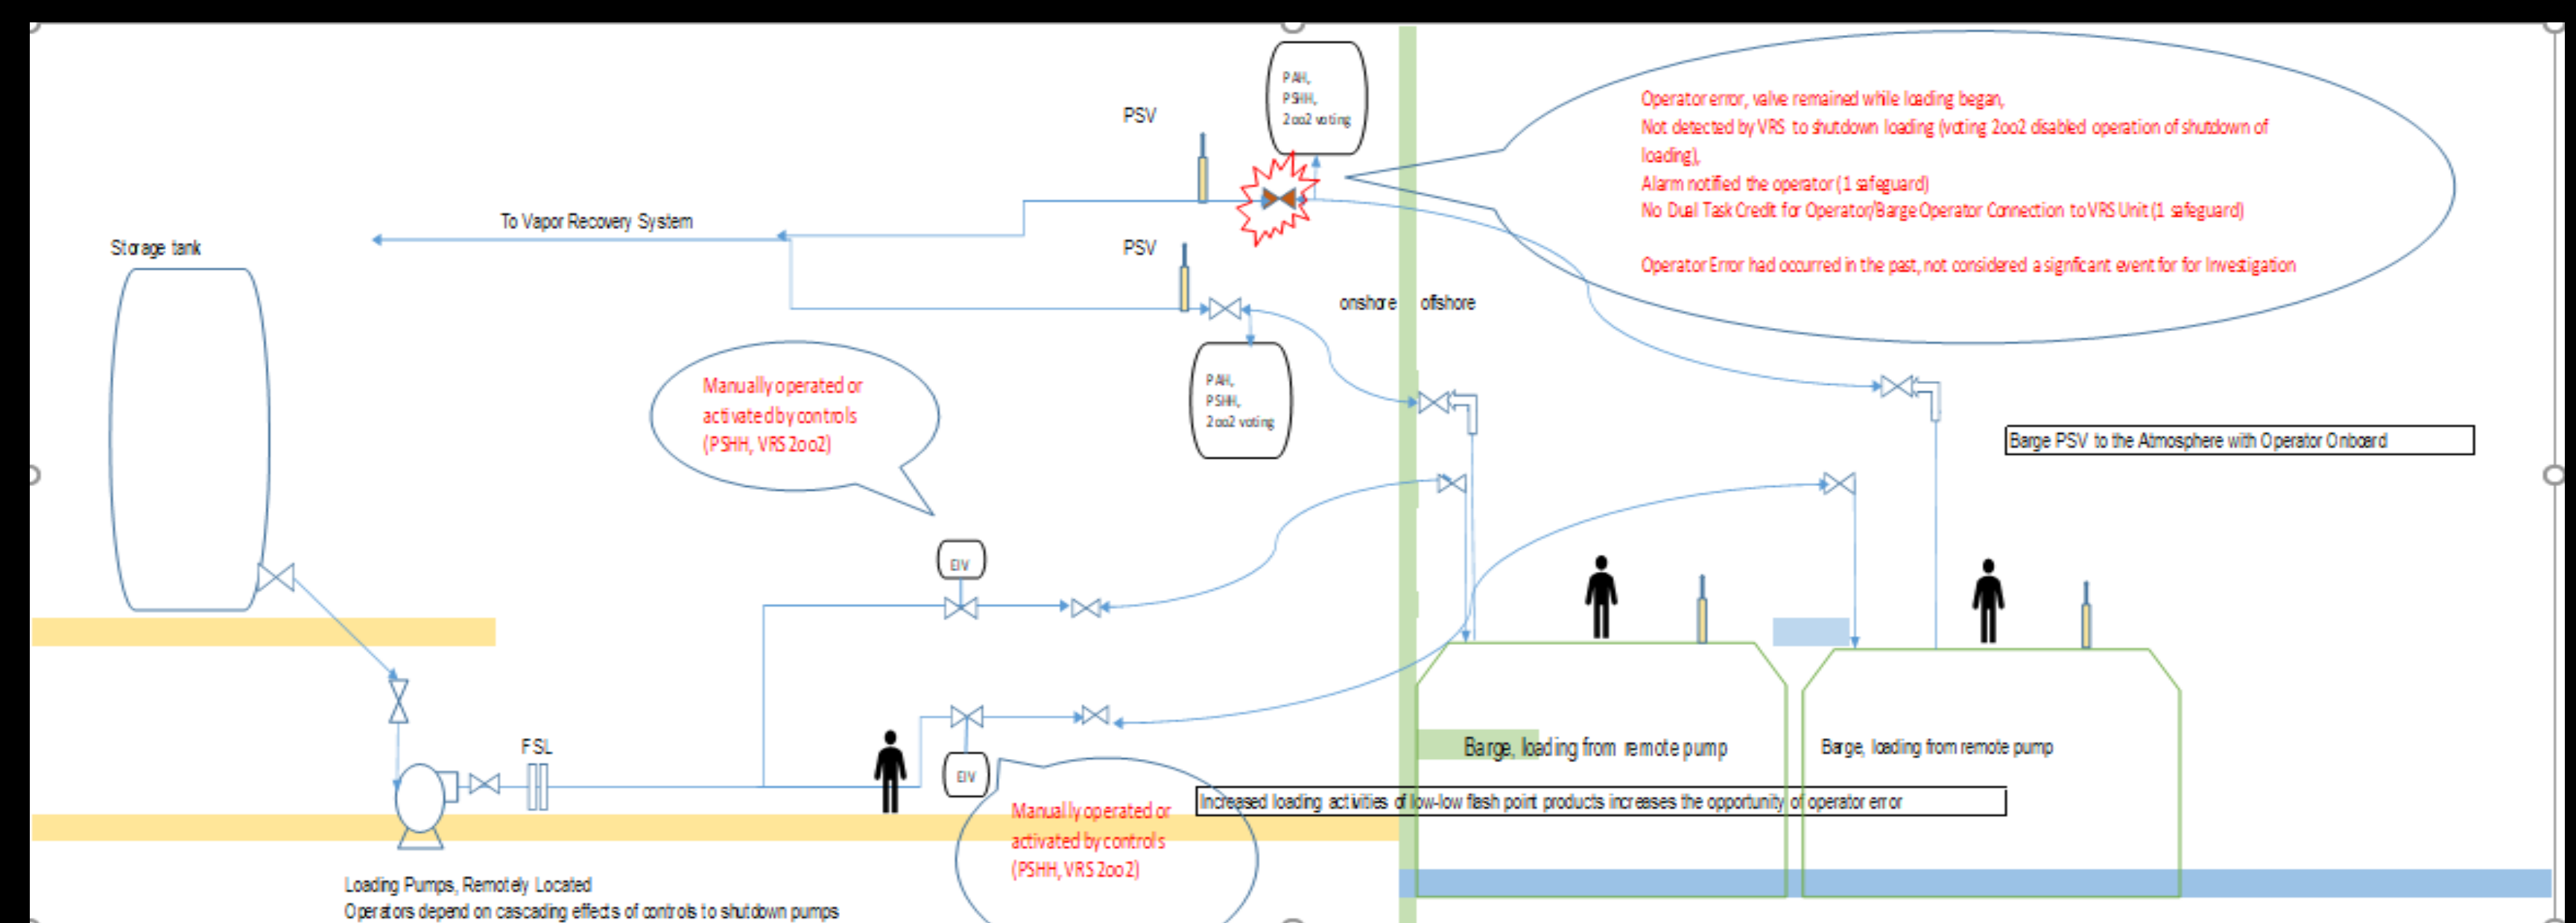 PAH,
PSHH,
2oo2 voting
PSV
Operator error, valve remained while loading began,
Not detected by VRS to shutdown loading (voting 2oo2 disabled operation of shutdown of
loading),
Alarm notified the operator (1 safeguard)
No Dual Task Credit for Operator/Barge Operator Connection to VRS Unit (1 safeguard)
Operator Error had occurred in the past, not considered a signficant event for for Investigation
To Vapor Recovery System
Storage tank
PSV
onshore
offshore
PAH,
PSHH,
2oo2 voting
Manually operated or
activated by controls
(PSHH, VRS 2oo2)
Barge PSV to the Atmosphere with Operator Onboard
EIV
FSL
EIV
Barge, loading from remote pump
Barge, loading from remote pump
Increased loading activities of low-low flash point products increases the opportunity of operator error
Manually operated or
activated by controls
(PSHH, VRS 2oo2)
Loading Pumps, Remotely Located
Operators depend on cascading effects of controls to shutdown pumps